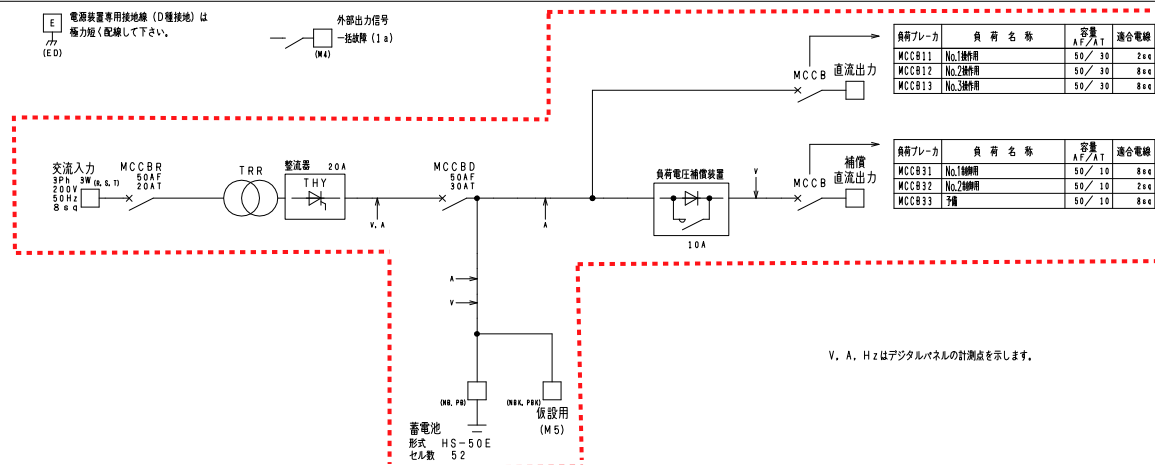 E
(ED)
電源装置専用接地線 (D種接地) は
極力短く配線して下さい。
外部出力信号
一括故障 (1a)
(M4)
MCCB
直流出力
負荷ブレーカ 負荷名称 容量 AF/AT 適合電線
MCCB11 No.1操作用 50/ 30 2sq
MCCB12 No.2操作用 50/ 30 8sq
MCCB13 No.3操作用 50/ 30 8sq
交流入力
3Ph 3W (R, S, T)
200V
50Hz
8sq
MCCBR
50AF
20AT
TRR
整流器 20A
THY
V, A
MCCBD
50AF
30AT
A
負荷電圧補償装置
10A
V
MCCB
補償
直流出力
負荷ブレーカ 負荷名称 容量 AF/AT 適合電線
MCCB31 No.1制御用 50/ 10 8sq
MCCB32 No.2制御用 50/ 10 2sq
MCCB33 予備 50/ 10 8sq
A
V
(NB, PB)
(NBK, PBK)
仮設用
(M5)
蓄電池
形式 HS-50E
セル数 52
V, A, Hzはデジタルパネルの計測点を示します。